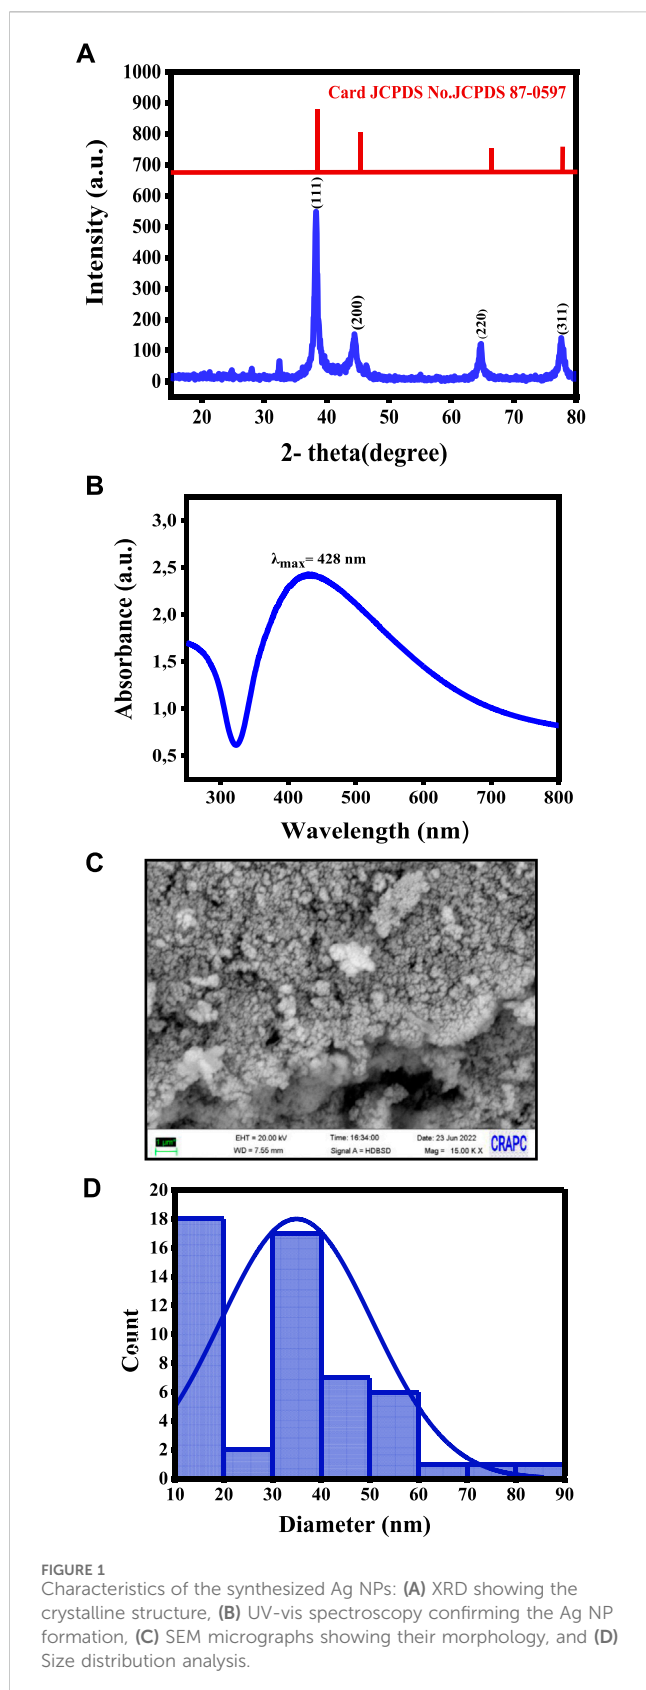 A
1000
900
800
700
600
500
400
300
200
100
0
Intensity (a.u.)
Card JCPDS No.JCPDS 87-0597
(111)
(200)
(220)
(311)
20 30 40 50 60 70 80
2- theta(degree)
B
3,0
2,5
2,0
1,5
1,0
0,5
Absorbance (a.u.)
λmax= 428 nm
300 400 500 600 700 800
Wavelength (nm)
C
1 µm*
EHT = 20.00 kV Time: 16:34:00 Date: 23 Jun 2022
WD = 7.55 mm Signal A = HDBSD Mag = 15.00 K X
CRAPC
D
20
18
16
14
12
10
8
6
4
2
0
Count
10 20 30 40 50 60 70 80 90
Diameter (nm)
FIGURE 1
Characteristics of the synthesized Ag NPs: (A) XRD showing the
crystalline structure, (B) UV-vis spectroscopy confirming the Ag NP
formation, (C) SEM micrographs showing their morphology, and (D)
Size distribution analysis.